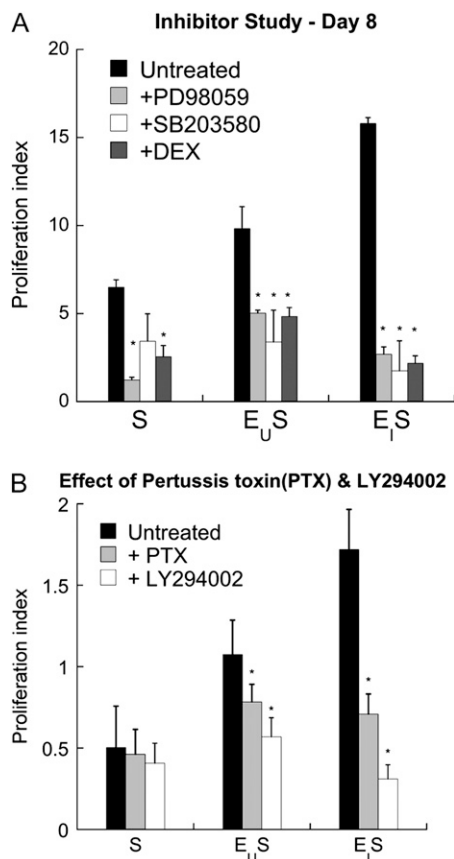 A
Inhibitor Study - Day 8
Untreated
+PD98059
+SB203580
+DEX
Proliferation index
20
15
10
5
0
* *
* * *
* * *
S
EUS
EIS
B
Effect of Pertussis toxin(PTX) & LY294002
Untreated
+ PTX
+ LY294002
Proliferation index
2
1.5
1
0.5
0
* *
* *
S
EUS
EIS